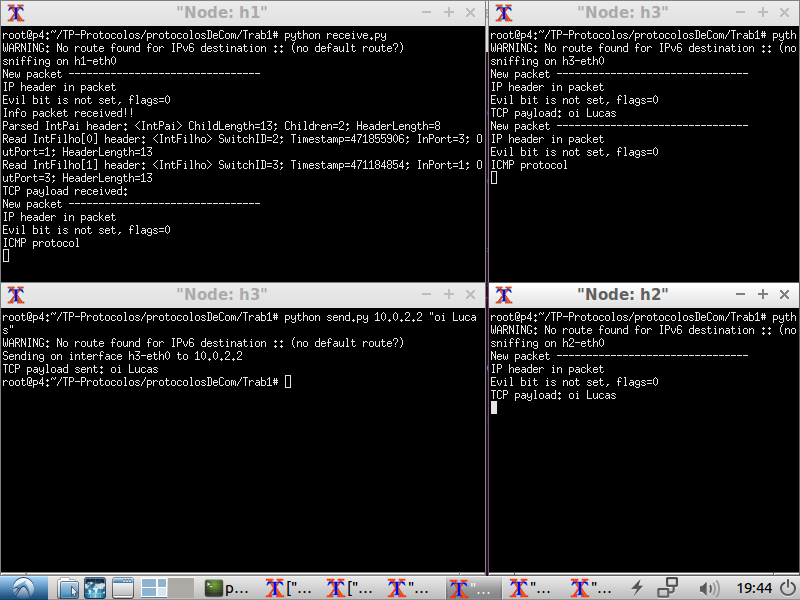 "Node: h1"
root@p4:~/TP-Protocolos/protocolosDeCom/Trab1# python receive.py
WARNING: No route found for IPv6 destination :: (no default route?)
sniffing on h1-eth0
New packet --------------------------------
IP header in packet
Evil bit is not set, flags=0
Info packet received!!
Parsed IntPai header: <IntPai> ChildLength=13; Children=2; HeaderLength=8
Read IntFilho[0] header: <IntFilho> SwitchID=2; Timestamp=471855906; InPort=3; O
utPort=1; HeaderLength=13
Read IntFilho[1] header: <IntFilho> SwitchID=3; Timestamp=471184854; InPort=1; O
utPort=3; HeaderLength=13
TCP payload received:
New packet --------------------------------
IP header in packet
Evil bit is not set, flags=0
ICMP protocol
"Node: h3"
root@p4:~/TP-Protocolos/protocolosDeCom/Trab1# pyth
WARNING: No route found for IPv6 destination :: (no
sniffing on h3-eth0
New packet --------------------------------
IP header in packet
Evil bit is not set, flags=0
TCP payload: oi Lucas
New packet --------------------------------
IP header in packet
Evil bit is not set, flags=0
ICMP protocol
"Node: h3"
root@p4:~/TP-Protocolos/protocolosDeCom/Trab1# python send.py 10.0.2.2 "oi Luca
s"
WARNING: No route found for IPv6 destination :: (no default route?)
Sending on interface h3-eth0 to 10.0.2.2
TCP payload sent: oi Lucas
root@p4:~/TP-Protocolos/protocolosDeCom/Trab1#
"Node: h2"
root@p4:~/TP-Protocolos/protocolosDeCom/Trab1# pyth
WARNING: No route found for IPv6 destination :: (no
sniffing on h2-eth0
New packet --------------------------------
IP header in packet
Evil bit is not set, flags=0
TCP payload: oi Lucas
p... ["... ["... "... "... "... "... 19:44